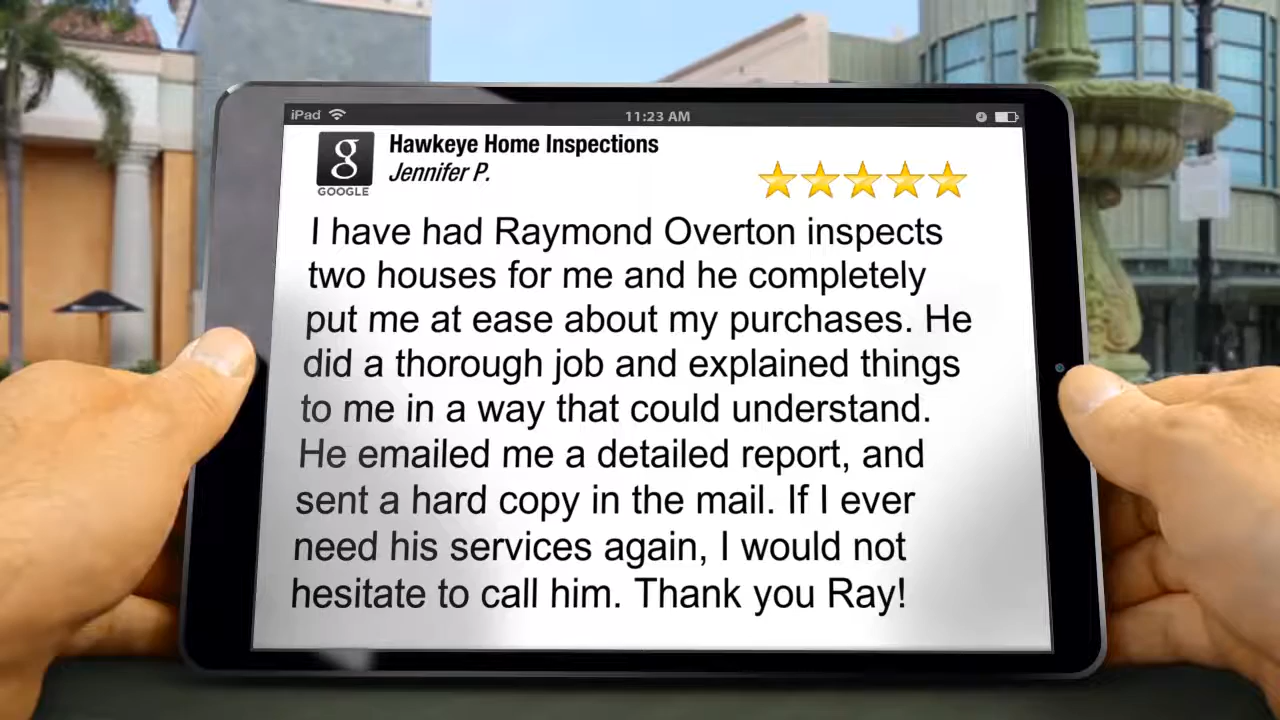 iPad
11:23 AM
g
GOOGLE
Hawkeye Home Inspections
Jennifer P.
I have had Raymond Overton inspects
two houses for me and he completely
put me at ease about my purchases. He
did a thorough job and explained things
to me in a way that could understand.
He emailed me a detailed report, and
sent a hard copy in the mail. If I ever
need his services again, I would not
hesitate to call him. Thank you Ray!